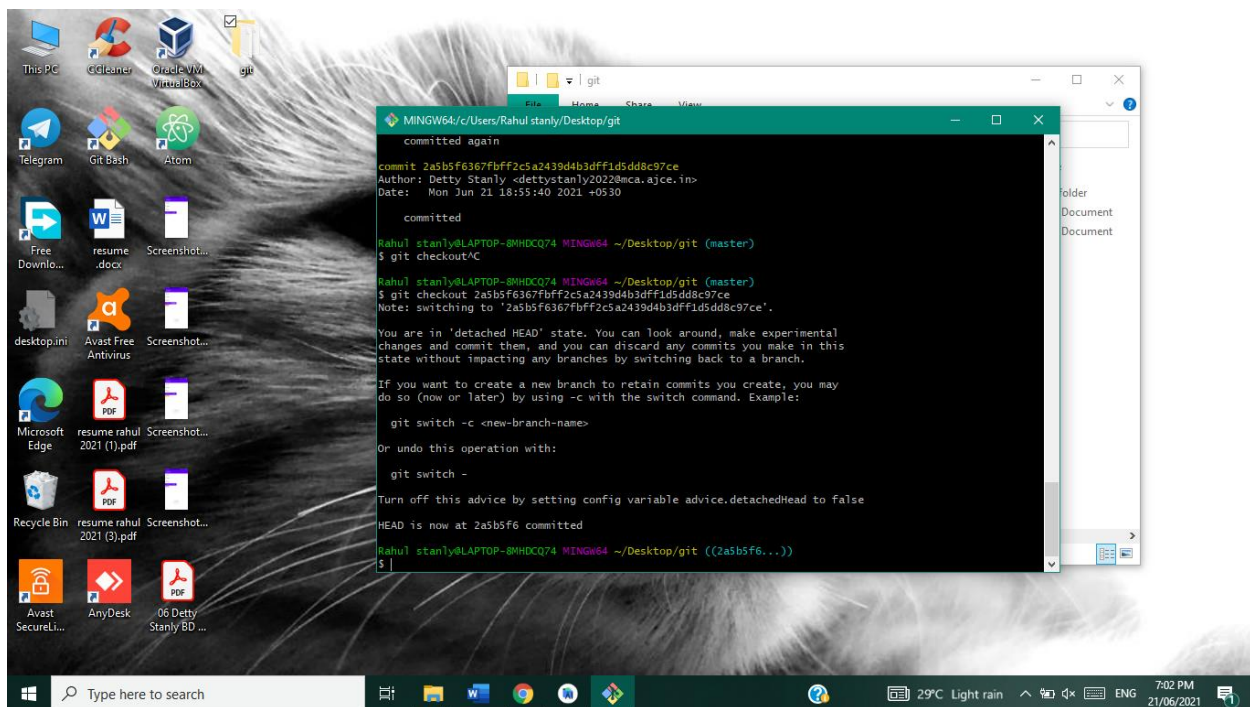 This PC
CCleaner
Oracle VM
VirtualBox
git
Telegram
Git Bash
Atom
Free
Downlo...
resume
.docx
Screenshot...
desktop.ini
Avast Free
Antivirus
Screenshot...
Microsoft
Edge
resume rahul
2021 (1).pdf
Screenshot...
Recycle Bin
resume rahul
2021 (3).pdf
Screenshot...
Avast
SecureLi...
AnyDesk
06 Detty
Stanly BD ...
git
File Home Share View
older
Document
Document
MINGW64:/c/Users/Rahul stanly/Desktop/git
committed again
commit 2a5b5f6367fbff2c5a2439d4b3dff1d5dd8c97ce
Author: Detty Stanly <dettystanly2022@mca.ajce.in>
Date:   Mon Jun 21 18:55:40 2021 +0530
committed
Rahul stanly@LAPTOP-8MHDCQ74 MINGW64 ~/Desktop/git (master)
$ git checkout^C
Rahul stanly@LAPTOP-8MHDCQ74 MINGW64 ~/Desktop/git (master)
$ git checkout 2a5b5f6367fbff2c5a2439d4b3dff1d5dd8c97ce
Note: switching to '2a5b5f6367fbff2c5a2439d4b3dff1d5dd8c97ce'.
You are in 'detached HEAD' state. You can look around, make experimental
changes and commit them, and you can discard any commits you make in this
state without impacting any branches by switching back to a branch.
If you want to create a new branch to retain commits you create, you may
do so (now or later) by using -c with the switch command. Example:
git switch -c <new-branch-name>
Or undo this operation with:
git switch -
Turn off this advice by setting config variable advice.detachedHead to false
HEAD is now at 2a5b5f6 committed
Rahul stanly@LAPTOP-8MHDCQ74 MINGW64 ~/Desktop/git ((2a5b5f6...))
$
Type here to search
29°C Light rain
ENG
7:02 PM
21/06/2021